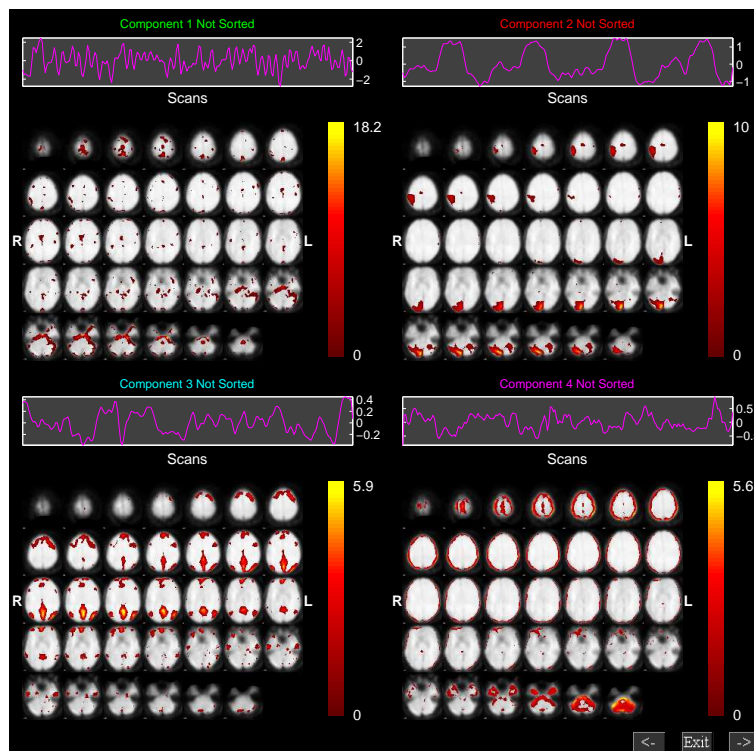 Component 1 Not Sorted
2
0
−2
Scans
18.2
0
Component 2 Not Sorted
1
0
−1
Scans
10
R
L
0
Component 3 Not Sorted
0.4
0.2
0
−0.2
Scans
5.9
R
L
0
Component 4 Not Sorted
0.5
0
−0.5
Scans
5.6
R
L
0
<-
Exit
->